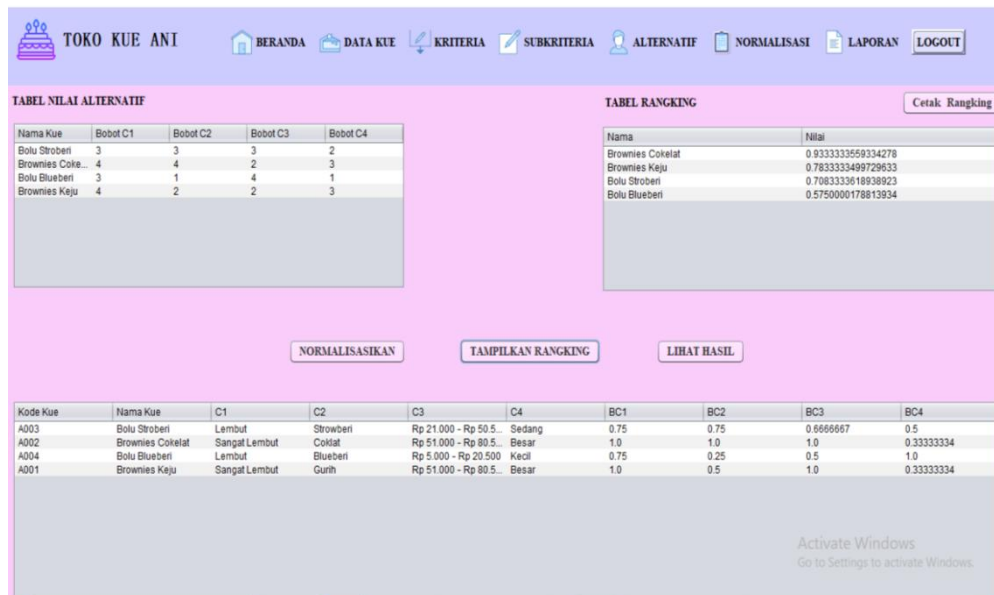 TOKO KUE ANI BERANDA DATA KUE KRITERIA SUBKRITERIA ALTERNATIF NORMALISASI LAPORAN LOGOUT
TABEL NILAI ALTERNATIF
Nama Kue Bobot C1 Bobot C2 Bobot C3 Bobot C4
Bolu Stroberi 3 3 3 2
Brownies Coke... 4 4 2 3
Bolu Blueberi 3 1 4 1
Brownies Keju 4 2 2 3
TABEL RANGKING Cetak Rangking
Nama Nilai
Brownies Cokelat 0.9333333559334278
Brownies Keju 0.7833333499729633
Bolu Stroberi 0.7083333618938923
Bolu Blueberi 0.5750000178813934
NORMALISASIKAN TAMPILKAN RANGKING LIHAT HASIL
Kode Kue Nama Kue C1 C2 C3 C4 BC1 BC2 BC3 BC4
A003 Bolu Stroberi Lembut Strowberi Rp 21.000 - Rp 50.5... Sedang 0.75 0.75 0.6666667 0.5
A002 Brownies Cokelat Sangat Lembut Coklat Rp 51.000 - Rp 80.5... Besar 1.0 1.0 1.0 0.33333334
A004 Bolu Blueberi Lembut Blueberi Rp 5.000 - Rp 20.500 Kecil 0.75 0.25 0.5 1.0
A001 Brownies Keju Sangat Lembut Gurih Rp 51.000 - Rp 80.5... Besar 1.0 0.5 1.0 0.33333334
Activate Windows
Go to Settings to activate Windows.